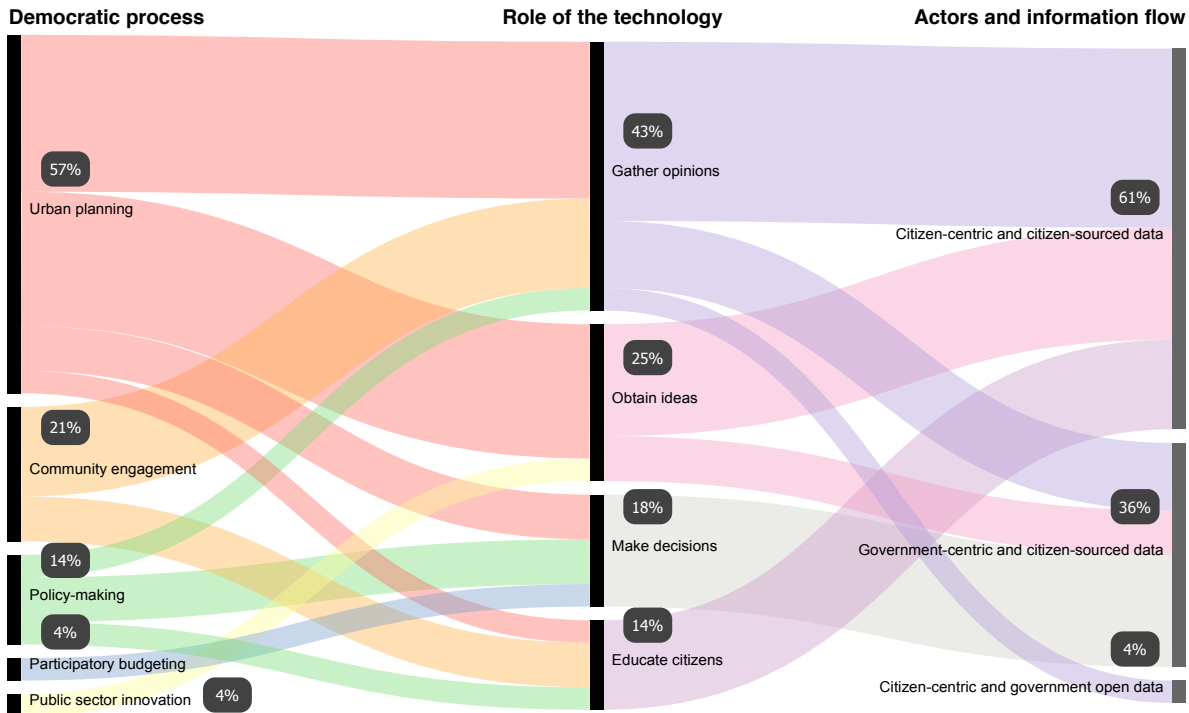 Democratic process
Role of the technology
Actors and information flow
57%
Urban planning
21%
Community engagement
14%
Policy-making
4%
Participatory budgeting
Public sector innovation
4%
43%
Gather opinions
25%
Obtain ideas
18%
Make decisions
14%
Educate citizens
61%
Citizen-centric and citizen-sourced data
36%
Government-centric and citizen-sourced data
4%
Citizen-centric and government open data